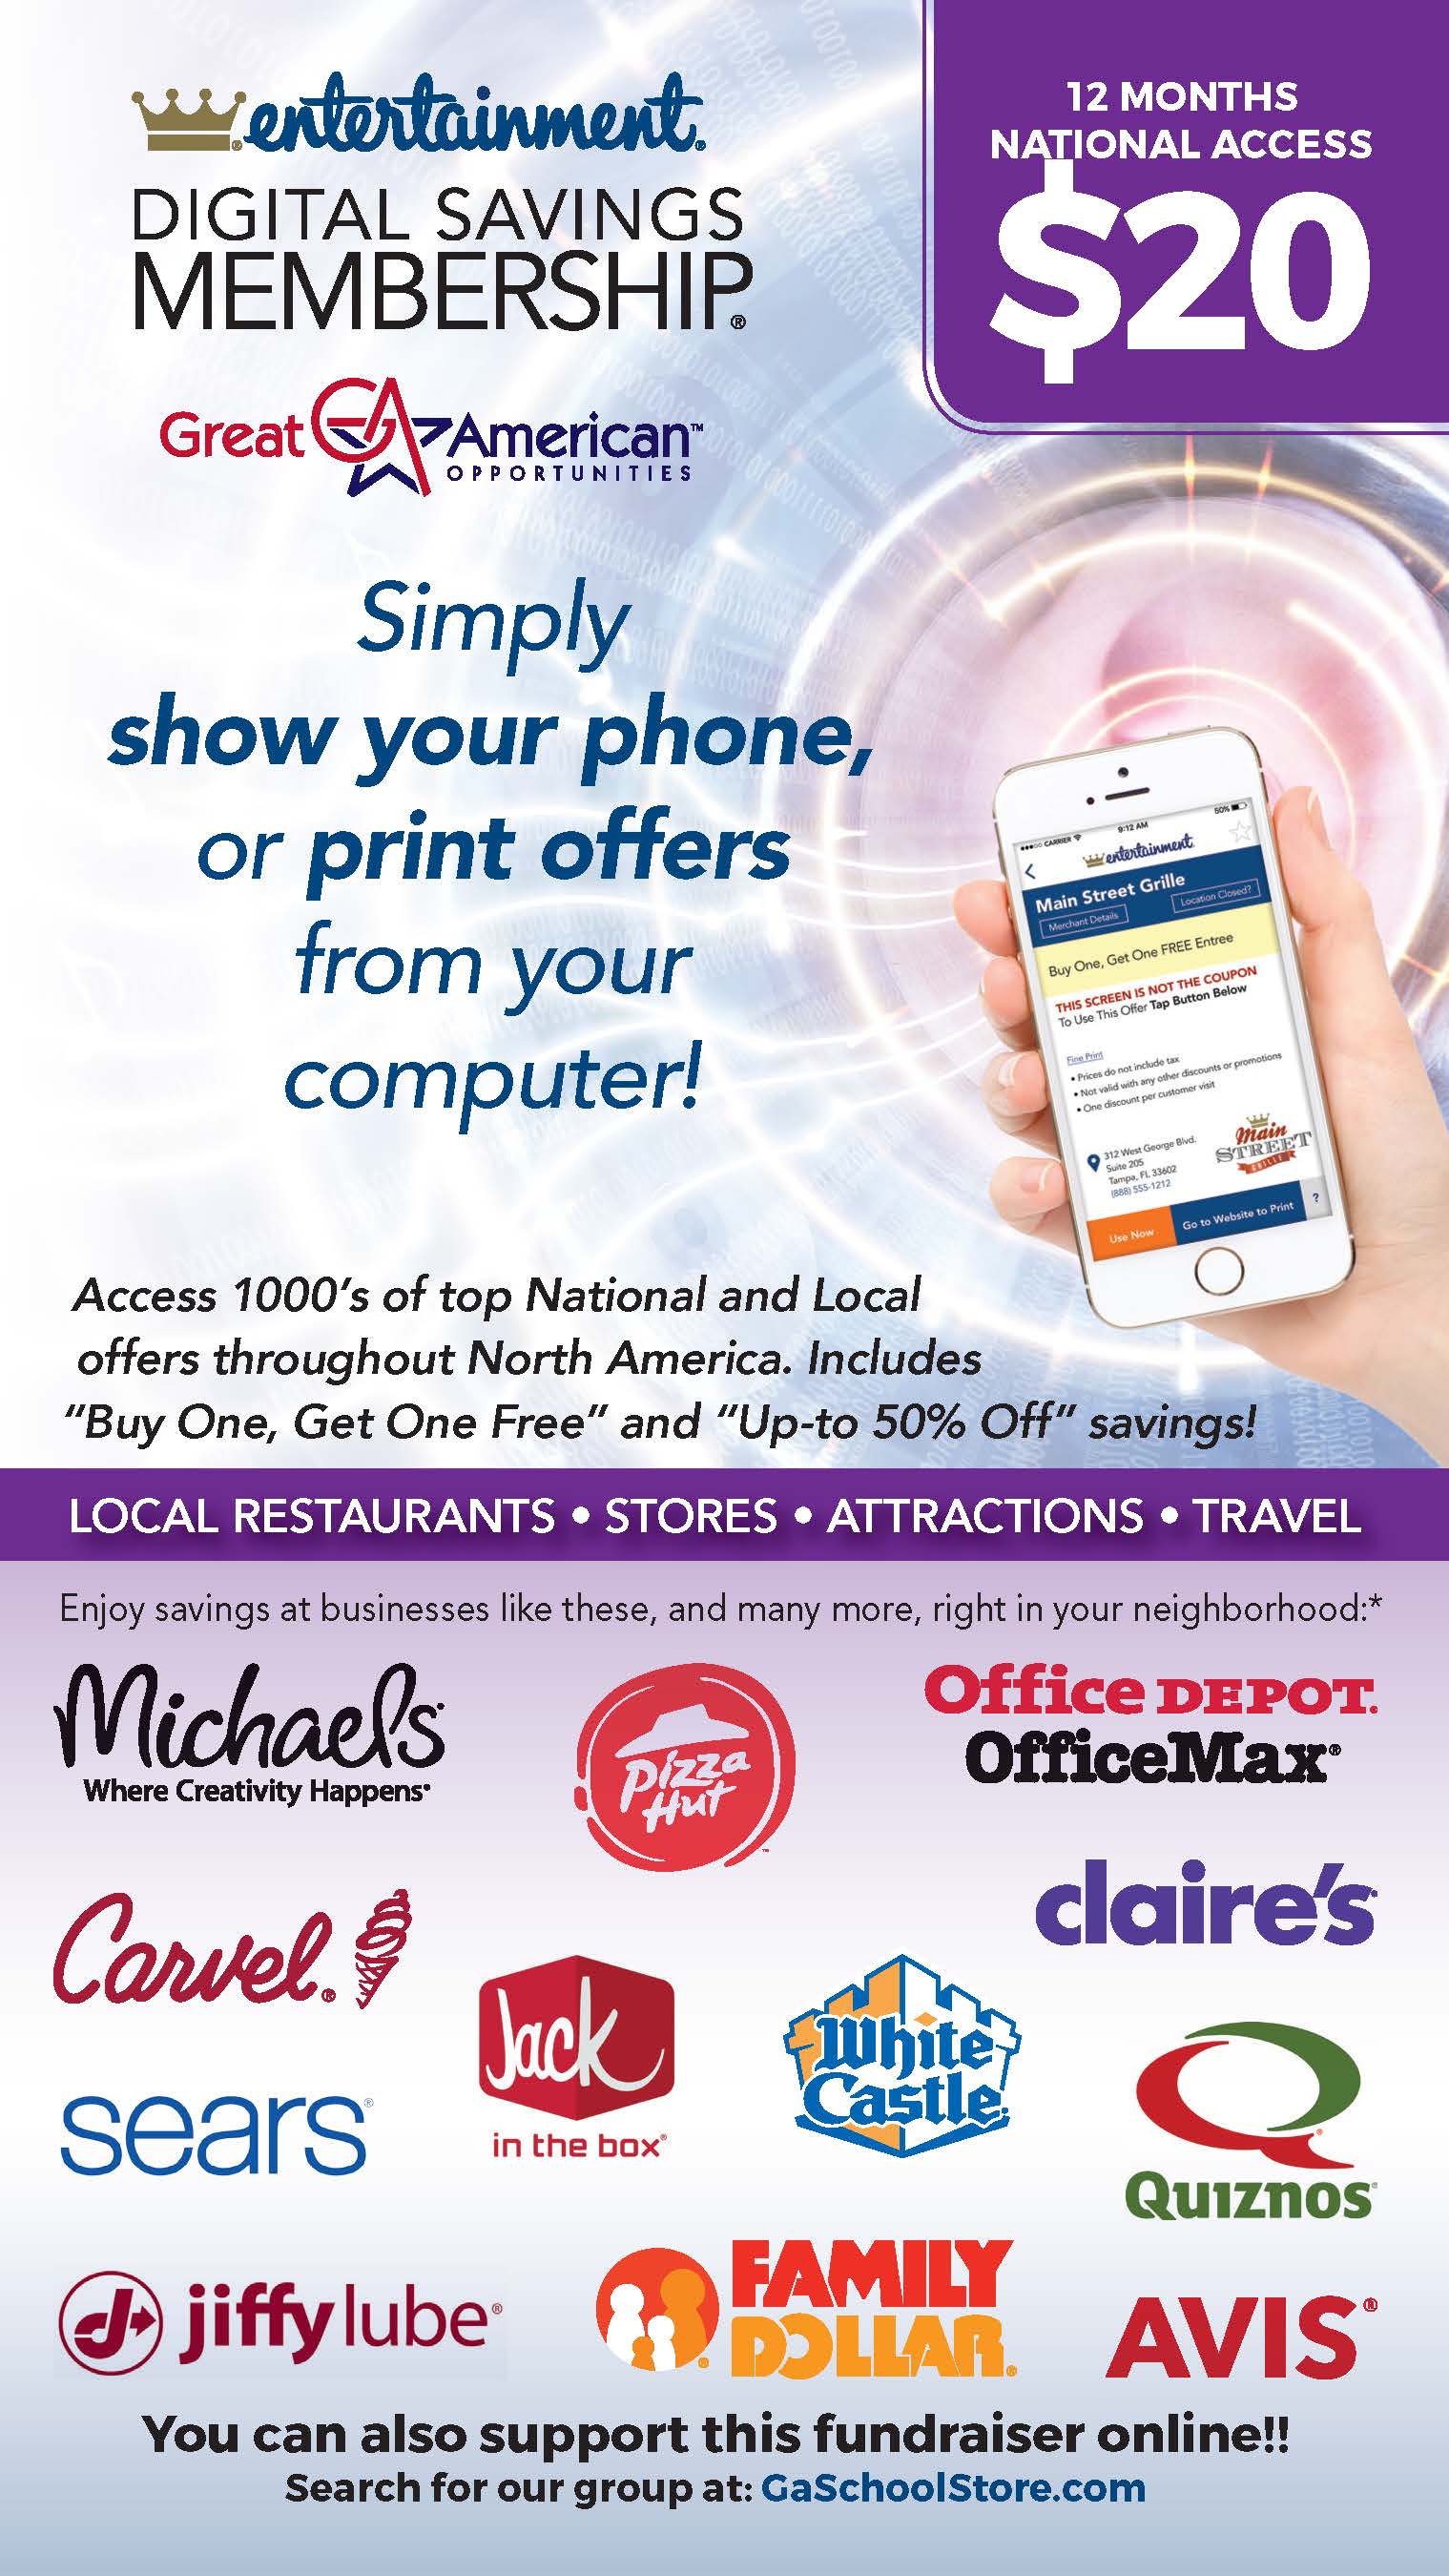 entertainment®
DIGITAL SAVINGS
MEMBERSHIP®
12 MONTHS
NATIONAL ACCESS
$20
Great American™
OPPORTUNITIES
Simply
show your phone,
or print offers
from your
computer!
CARRIER 9:12 AM 50%
entertainment
Main Street Grille
Merchant Details
Location Closed?
Buy One, Get One FREE Entree
THIS SCREEN IS NOT THE COUPON
To Use This Offer Tap Button Below
Fine Print
• Prices do not include tax
• Not valid with any other discounts or promotions
• One discount per customer visit
312 West George Blvd.
Suite 205
Tampa, FL 33602
(888) 555-1212
Main
STREET
GRILLE
Use Now
Go to Website to Print
?
Access 1000's of top National and Local
offers throughout North America. Includes
"Buy One, Get One Free" and "Up-to 50% Off" savings!
LOCAL RESTAURANTS • STORES • ATTRACTIONS • TRAVEL
Enjoy savings at businesses like these, and many more, right in your neighborhood:*
Michaels
Where Creativity Happens®
Pizza
Hut™
Office DEPOT.
OfficeMax®
Carvel®
claire's
Jack
in the box®
White
Castle®
sears®
Quiznos®
jiffy lube®
FAMILY
DOLLAR®
AVIS®
You can also support this fundraiser online!!
Search for our group at: GaSchoolStore.com